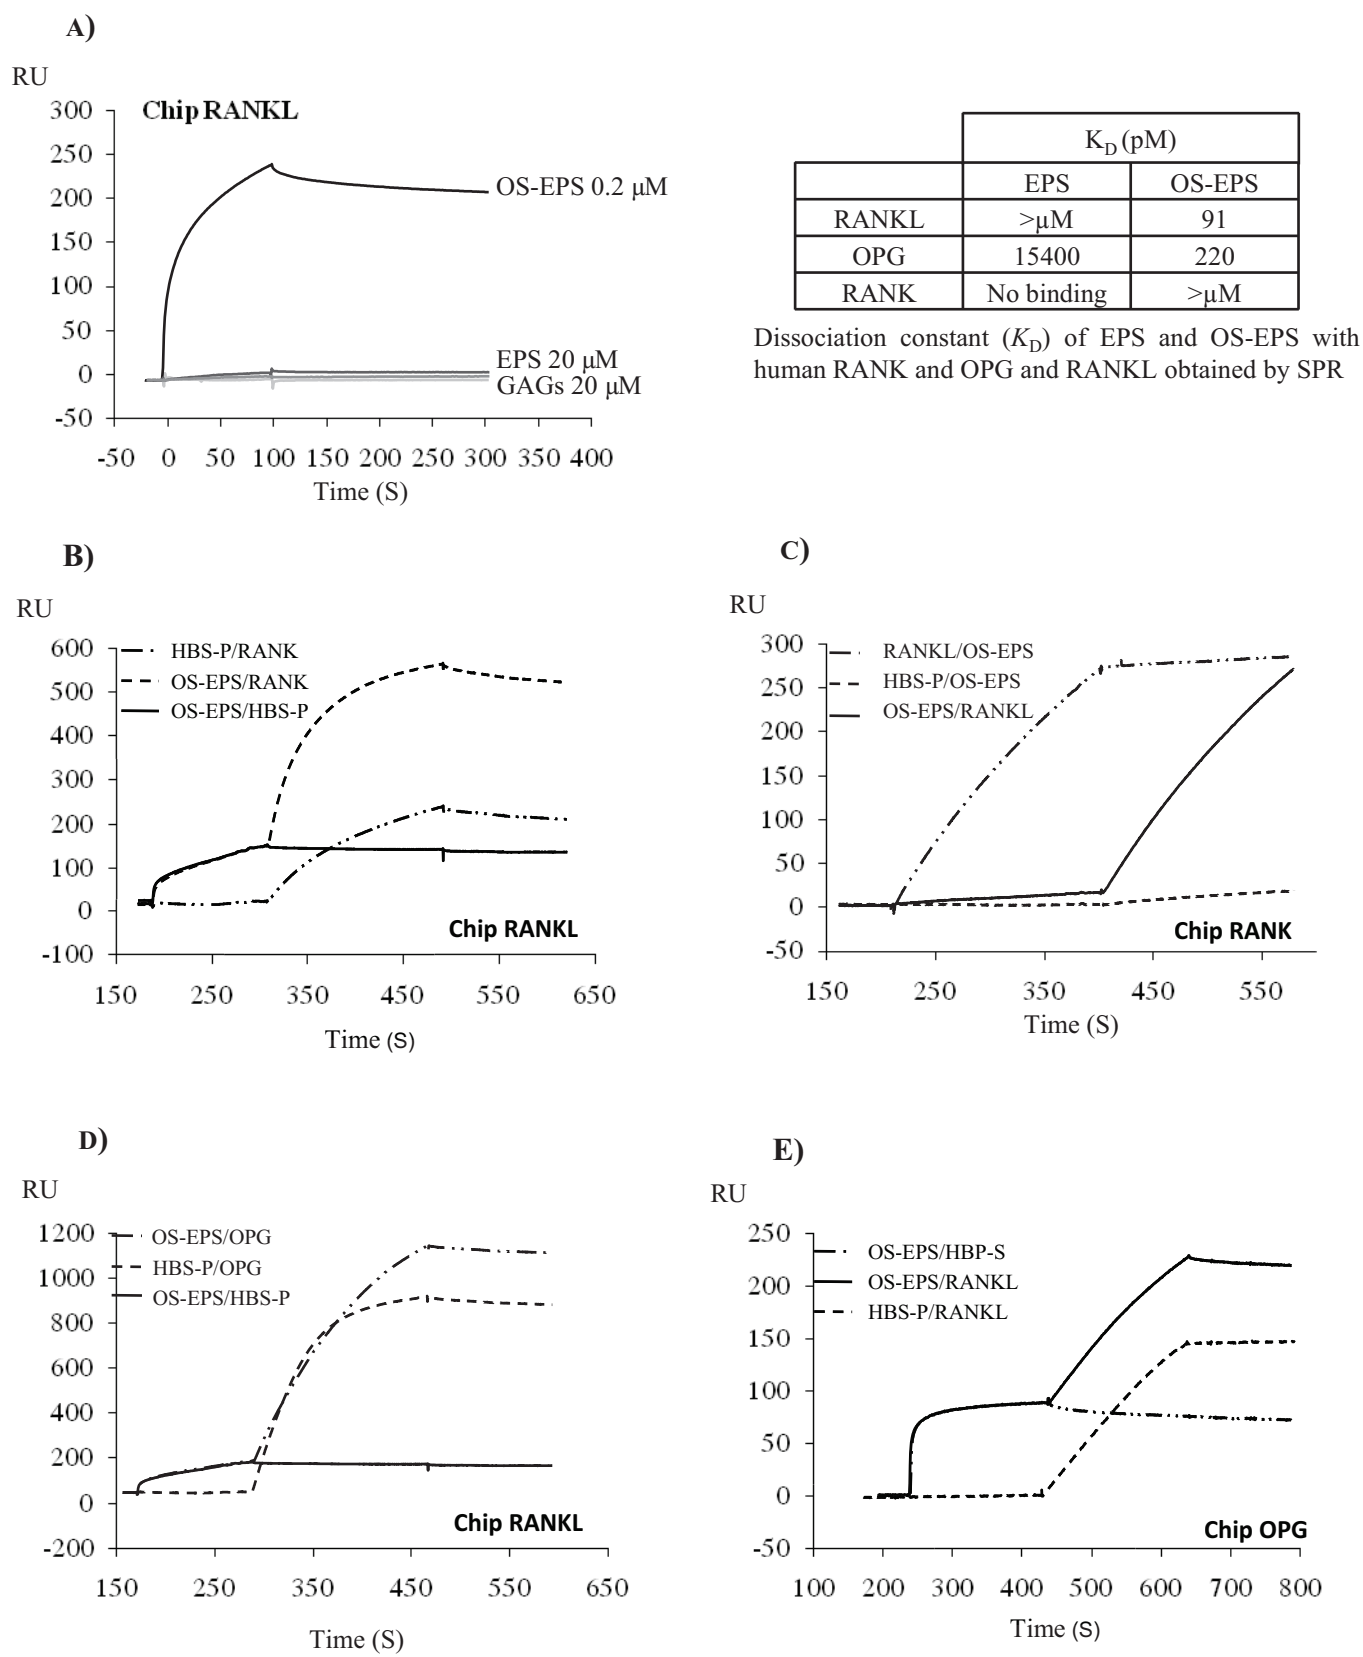 A)
RU
Chip RANKL
300
250
200
150
100
50
0
-50
OS-EPS 0.2 µM
EPS 20 µM
GAGs 20 µM
-50 0 50 100 150 200 250 300 350 400
Time (S)
K_D (pM)
EPS OS-EPS
RANKL >µM 91
OPG 15400 220
RANK No binding >µM
Dissociation constant (K_D) of EPS and OS-EPS with
human RANK and OPG and RANKL obtained by SPR
B)
RU
600
500
400
300
200
100
0
-100
HBS-P/RANK
OS-EPS/RANK
OS-EPS/HBS-P
Chip RANKL
150 250 350 450 550 650
Time (S)
C)
RU
300
250
200
150
100
50
0
-50
RANKL/OS-EPS
HBS-P/OS-EPS
OS-EPS/RANKL
Chip RANK
150 250 350 450 550
Time (S)
D)
RU
1200
1000
800
600
400
200
0
-200
OS-EPS/OPG
HBS-P/OPG
OS-EPS/HBS-P
Chip RANKL
150 250 350 450 550 650
Time (S)
E)
RU
250
200
150
100
50
0
-50
OS-EPS/HBP-S
OS-EPS/RANKL
HBS-P/RANKL
Chip OPG
100 200 300 400 500 600 700 800
Time (S)